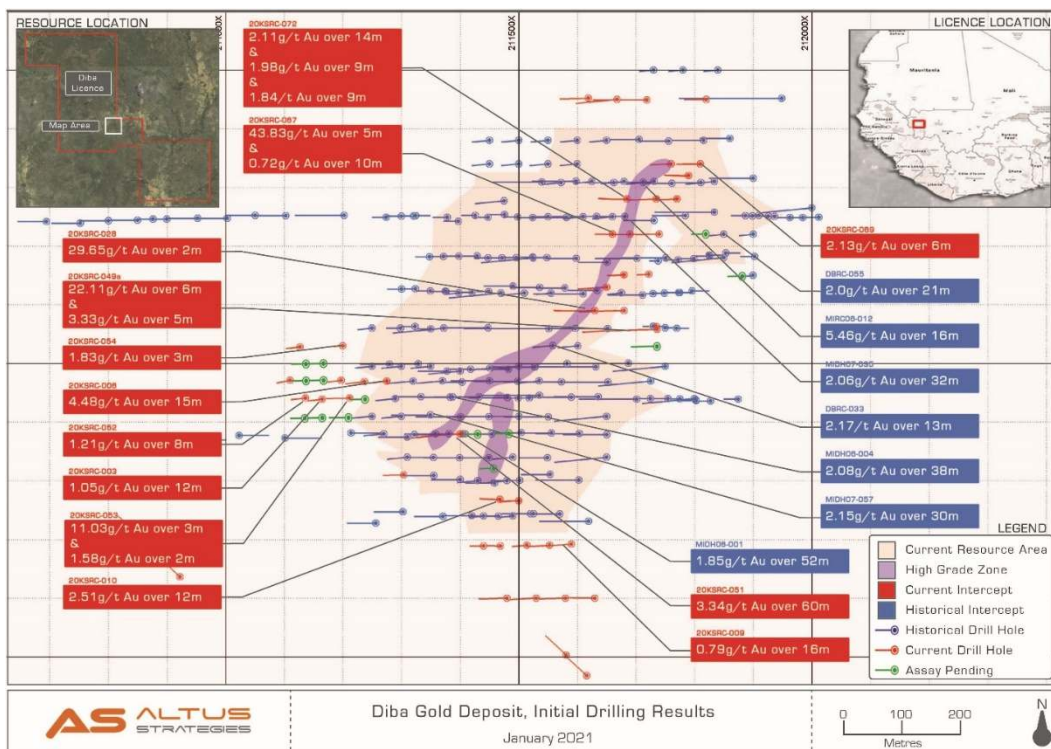 RESOURCE LOCATION
Diba
Licence
Map Area
211500X
212000X
LICENCE LOCATION
Mauritania
Mali
20KSRC-072
2.11g/t Au over 14m
&
1.98g/t Au over 9m
&
1.84/t Au over 9m
20KSRC-067
43.83g/t Au over 5m
&
0.72g/t Au over 10m
20KSRC-028
29.65g/t Au over 2m
20KSRC-049s
22.11g/t Au over 6m
&
3.33g/t Au over 5m
20KSRC-054
1.83g/t Au over 3m
20KSRC-006
4.48g/t Au over 15m
20KSRC-052
1.21g/t Au over 8m
20KSRC-003
1.05g/t Au over 12m
20KSRC-053
11.03g/t Au over 3m
&
1.58g/t Au over 2m
20KSRC-010
2.51g/t Au over 12m
20KSRC-069
2.13g/t Au over 6m
DBRC-055
2.0g/t Au over 21m
MIRC06-012
5.46g/t Au over 16m
2.06g/t Au over 32m
DBRC-033
2.17/t Au over 13m
MIDH06-004
2.08g/t Au over 38m
MIDH07-057
2.15g/t Au over 30m
MIDH06-001
1.85g/t Au over 52m
20KSRC-051
3.34g/t Au over 60m
20KSRC-009
0.79g/t Au over 16m
LEGEND
Current Resource Area
High Grade Zone
Current Intercept
Historical Intercept
Historical Drill Hole
Current Drill Hole
Assay Pending
AS ALTUS
STRATEGIES
Diba Gold Deposit, Initial Drilling Results
January 2021
0 100 200
Metres
N